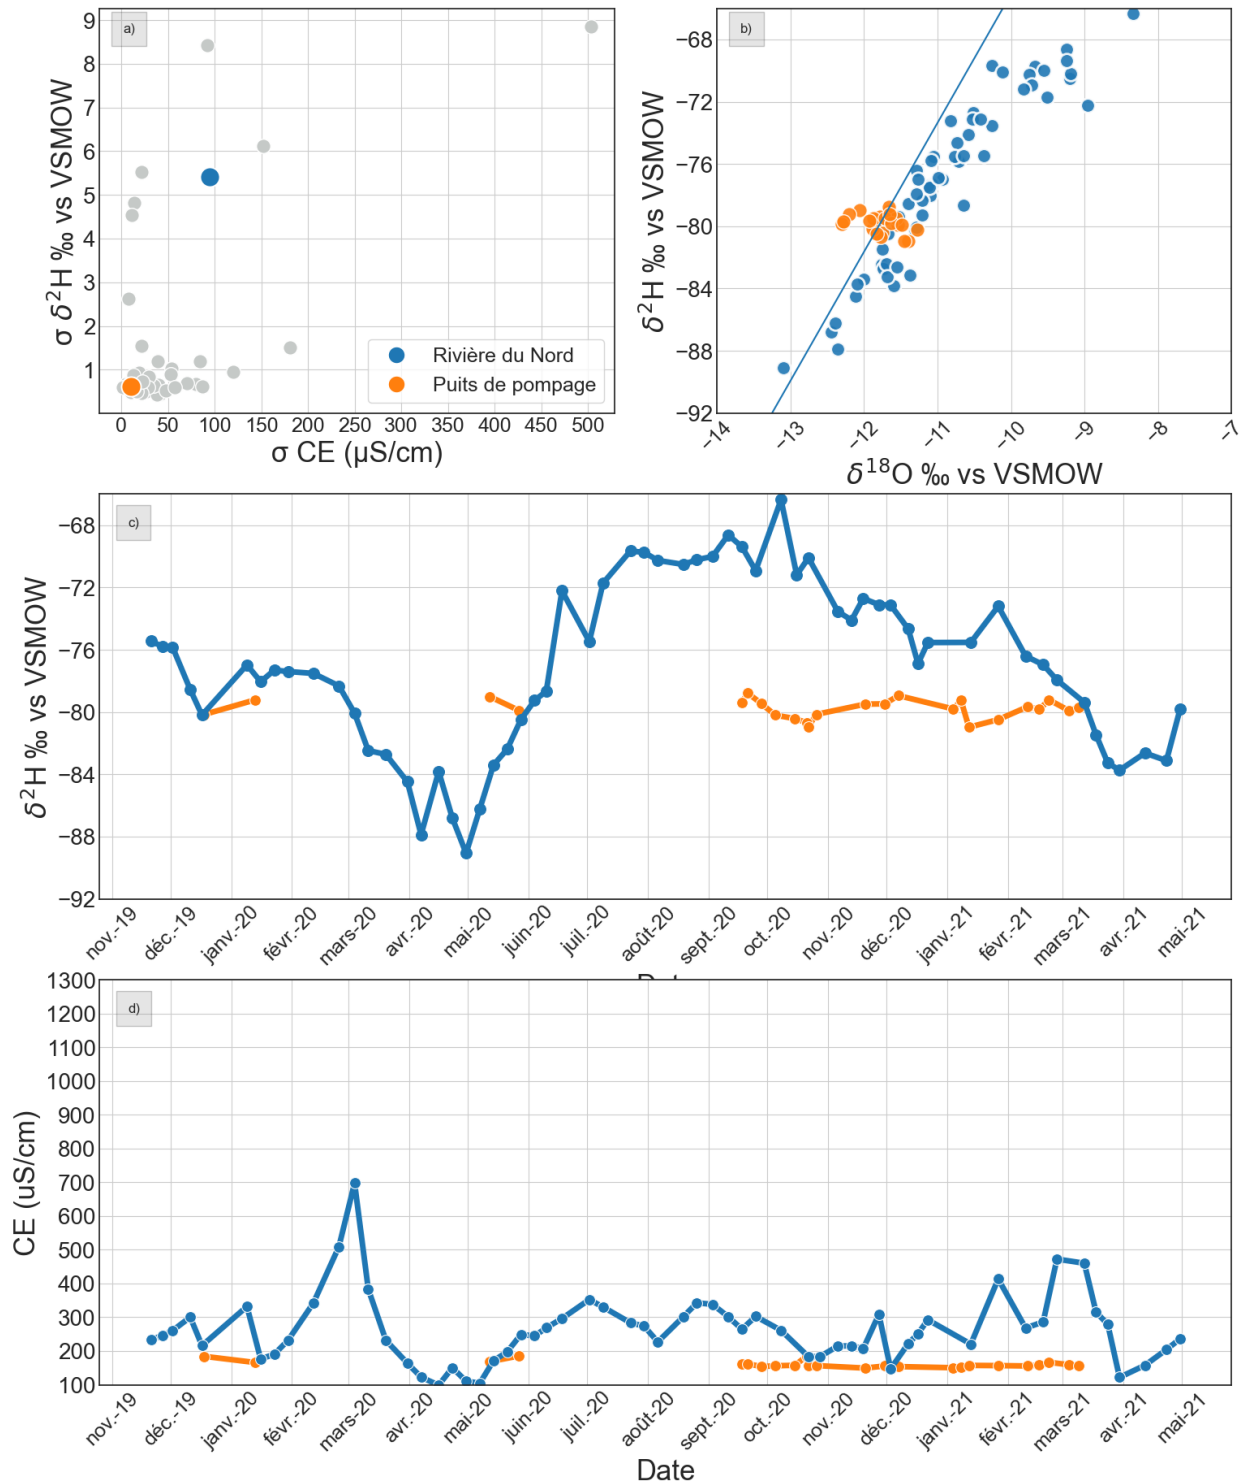 a)
9
8
7
6
5
4
3
2
1
σ δ²H ‰ vs VSMOW
Rivière du Nord
Puits de pompage
0 50 100 150 200 250 300 350 400 450 500
σ CE (µS/cm)
b)
−68
−72
−76
−80
−84
−88
−92
δ²H ‰ vs VSMOW
−14 −13 −12 −11 −10 −9 −8 −7
δ¹⁸O ‰ vs VSMOW
c)
−68
−72
−76
−80
−84
−88
−92
δ²H ‰ vs VSMOW
nov.-19 déc.-19 janv.-20 févr.-20 mars-20 avr.-20 mai-20 juin-20 juil.-20 août-20 sept.-20 oct.-20 nov.-20 déc.-20 janv.-21 févr.-21 mars-21 avr.-21 mai-21
Date
d)
1300
1200
1100
1000
900
800
700
600
500
400
300
200
100
CE (uS/cm)
nov.-19 déc.-19 janv.-20 févr.-20 mars-20 avr.-20 mai-20 juin-20 juil.-20 août-20 sept.-20 oct.-20 nov.-20 déc.-20 janv.-21 févr.-21 mars-21 avr.-21 mai-21
Date